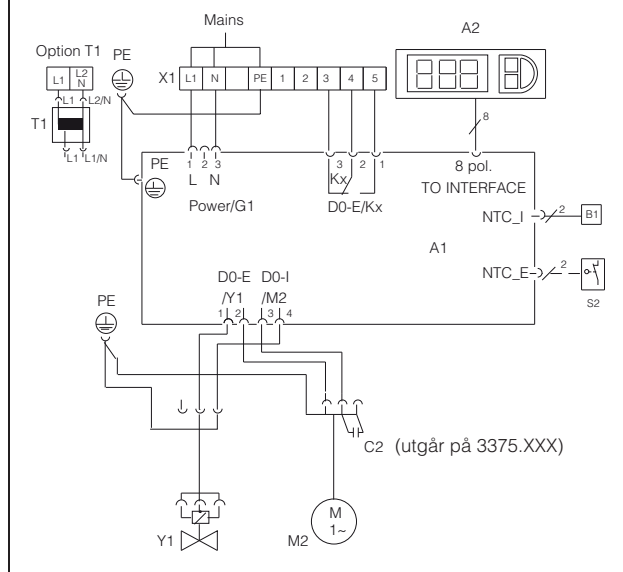 Mains
A2
Option T1
PE
L1 L2 N
X1 L1 N PE 1 2 3 4 5
L1 L2/N
T1
L1 L1/N
8
PE
1 2 3
L N
Power/G1
3 2 1
Kx
D0-E/Kx
8 pol.
TO INTERFACE
NTC_I
2
B1
A1
NTC_E
2
S2
D0-E D0-I
/Y1 /M2
1 2 3 4
PE
C2 (utgår på 3375.XXX)
M
1~
Y1
M2